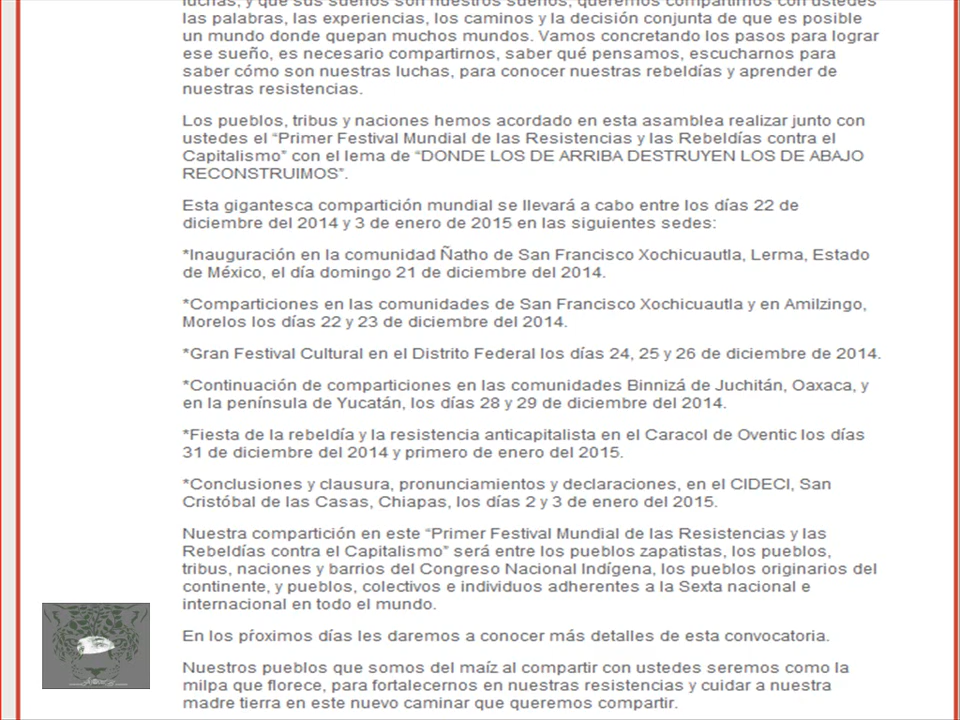 luchas, y que sus sueños son nuestros sueños, queremos compartirnos con ustedes
las palabras, las experiencias, los caminos y la decisión conjunta de que es posible
un mundo donde quepan muchos mundos. Vamos concretando los pasos para lograr
ese sueño, es necesario compartirnos, saber qué pensamos, escucharnos para
saber cómo son nuestras luchas, para conocer nuestras rebeldías y aprender de
nuestras resistencias.
Los pueblos, tribus y naciones hemos acordado en esta asamblea realizar junto con
ustedes el “Primer Festival Mundial de las Resistencias y las Rebeldías contra el
Capitalismo” con el lema de “DONDE LOS DE ARRIBA DESTRUYEN LOS DE ABAJO
RECONSTRUIMOS”.
Esta gigantesca compartición mundial se llevará a cabo entre los días 22 de
diciembre del 2014 y 3 de enero de 2015 en las siguientes sedes:
*Inauguración en la comunidad Ñatho de San Francisco Xochicuautla, Lerma, Estado
de México, el día domingo 21 de diciembre del 2014.
*Comparticiones en las comunidades de San Francisco Xochicuautla y en Amilzingo,
Morelos los días 22 y 23 de diciembre del 2014.
*Gran Festival Cultural en el Distrito Federal los días 24, 25 y 26 de diciembre de 2014.
*Continuación de comparticiones en las comunidades Binnizá de Juchitán, Oaxaca, y
en la península de Yucatán, los días 28 y 29 de diciembre del 2014.
*Fiesta de la rebeldía y la resistencia anticapitalista en el Caracol de Oventic los días
31 de diciembre del 2014 y primero de enero del 2015.
*Conclusiones y clausura, pronunciamientos y declaraciones, en el CIDECI, San
Cristóbal de las Casas, Chiapas, los días 2 y 3 de enero del 2015.
Nuestra compartición en este “Primer Festival Mundial de las Resistencias y las
Rebeldías contra el Capitalismo” será entre los pueblos zapatistas, los pueblos,
tribus, naciones y barrios del Congreso Nacional Indígena, los pueblos originarios del
continente, y pueblos, colectivos e individuos adherentes a la Sexta nacional e
internacional en todo el mundo.
En los pŕoximos días les daremos a conocer más detalles de esta convocatoria.
Nuestros pueblos que somos del maíz al compartir con ustedes seremos como la
milpa que florece, para fortalecernos en nuestras resistencias y cuidar a nuestra
madre tierra en este nuevo caminar que queremos compartir.